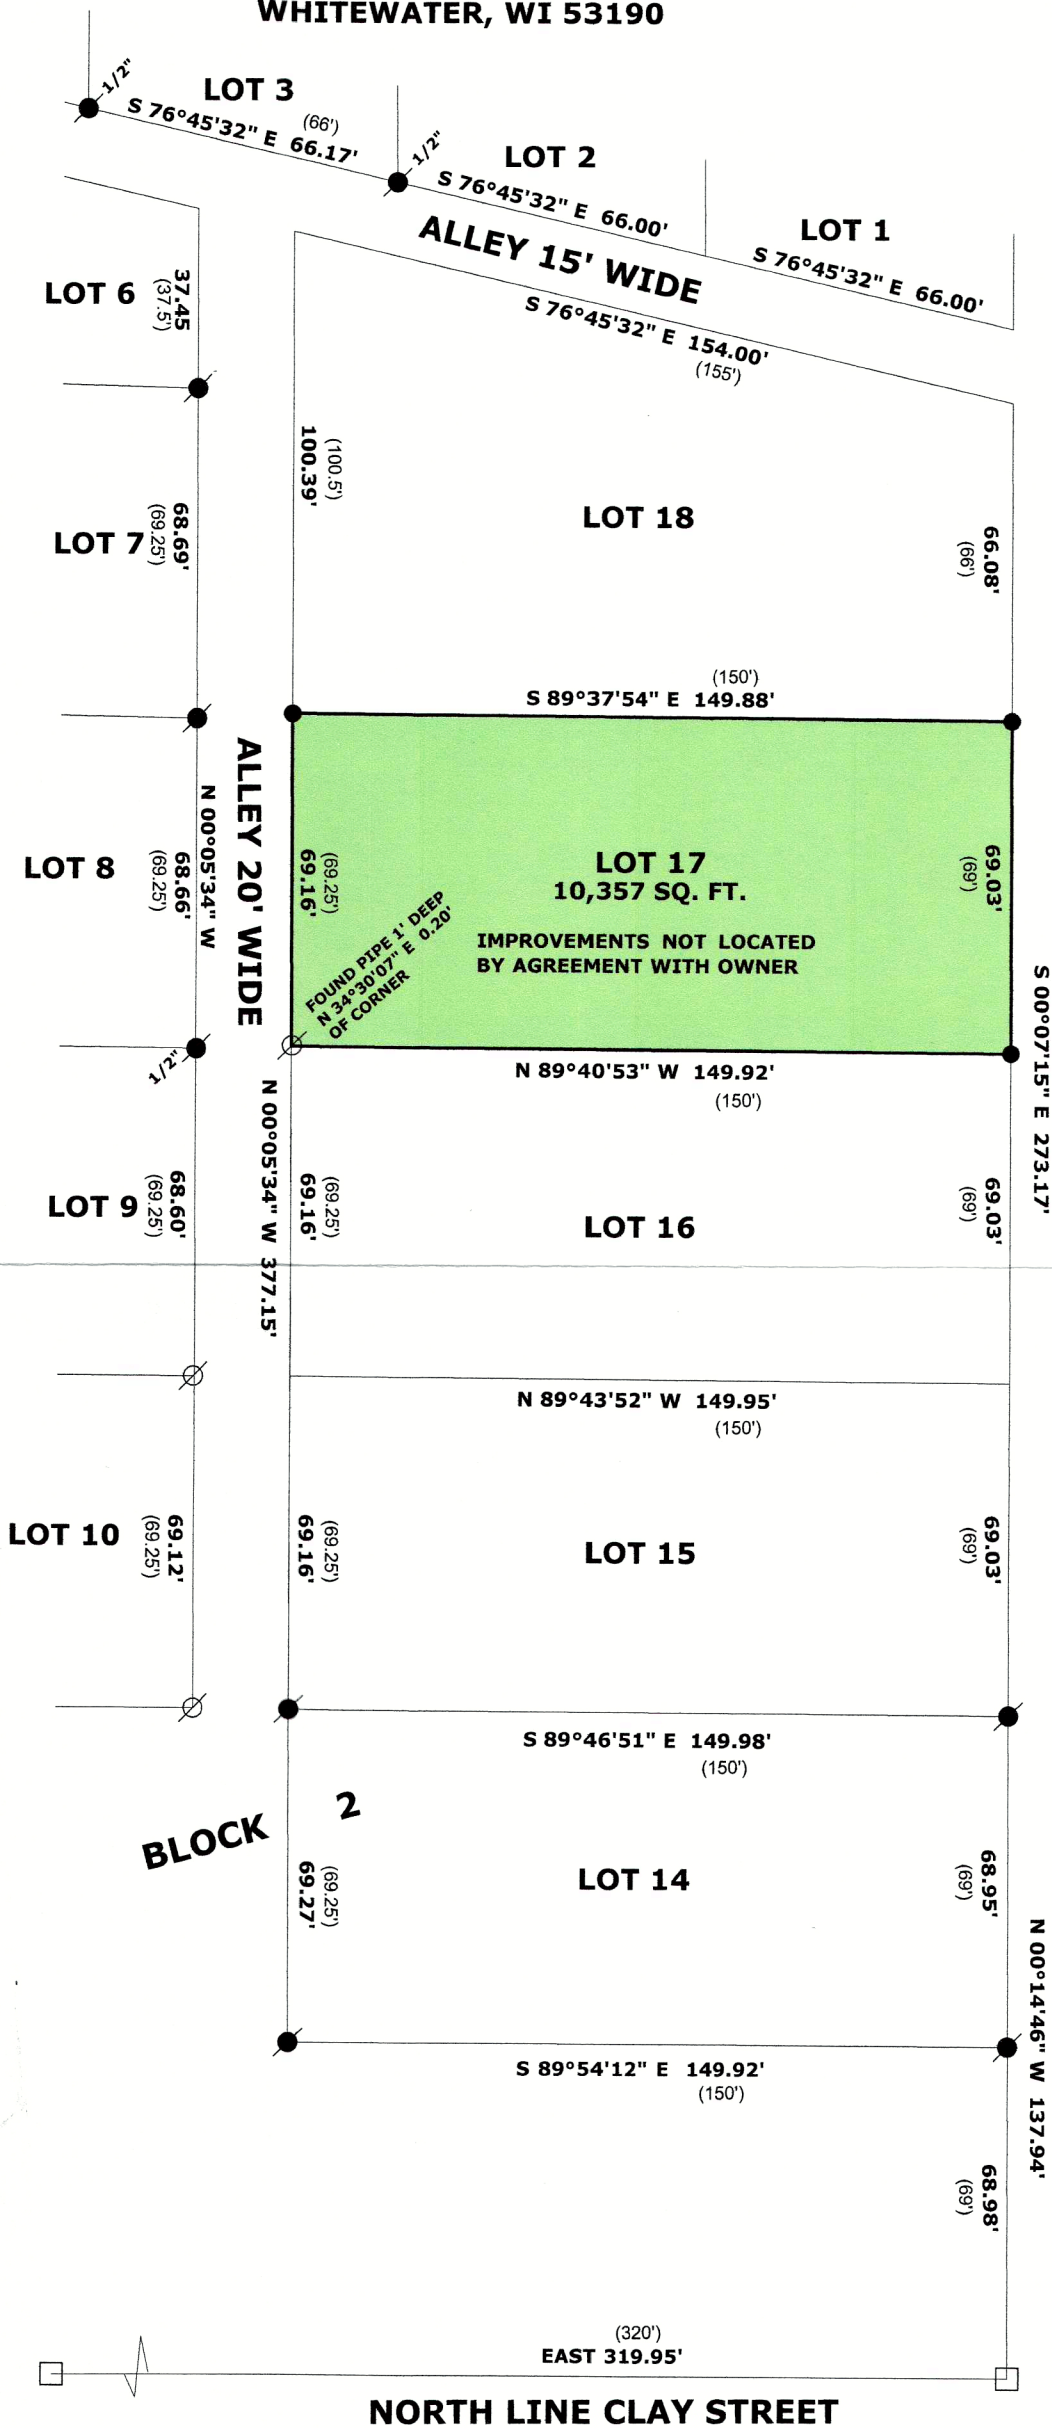 WHITEWATER, WI 53190
1/2"
LOT 3
(66')
S 76°45'32" E 66.17'
1/2"
LOT 2
S 76°45'32" E 66.00'
LOT 1
S 76°45'32" E 66.00'
ALLEY 15' WIDE
S 76°45'32" E 154.00'
(155')
LOT 6
37.45
(37.5')
100.39'
(100.5')
LOT 18
66.08'
(66')
LOT 7
68.69'
(69.25')
(150')
S 89°37'54" E 149.88'
ALLEY 20' WIDE
N 00°05'34" W
LOT 8
68.66'
(69.25')
69.16'
(69.25')
LOT 17
10,357 SQ. FT.
IMPROVEMENTS NOT LOCATED
BY AGREEMENT WITH OWNER
69.03'
(69')
FOUND PIPE 1' DEEP
N 34°30'07" E 0.20'
OF CORNER
S 00°07'15" E 273.17'
1/2"
N 89°40'53" W 149.92'
(150')
N 00°05'34" W 377.15'
LOT 9
68.60'
(69.25')
69.16'
(69.25')
LOT 16
69.03'
(69')
N 89°43'52" W 149.95'
(150')
LOT 10
69.12'
(69.25')
69.16'
(69.25')
LOT 15
69.03'
(69')
S 89°46'51" E 149.98'
(150')
BLOCK 2
69.27'
(69.25')
LOT 14
68.95'
(69')
N 00°14'46" W 137.94'
S 89°54'12" E 149.92'
(150')
68.98'
(69')
(320')
EAST 319.95'
NORTH LINE CLAY STREET